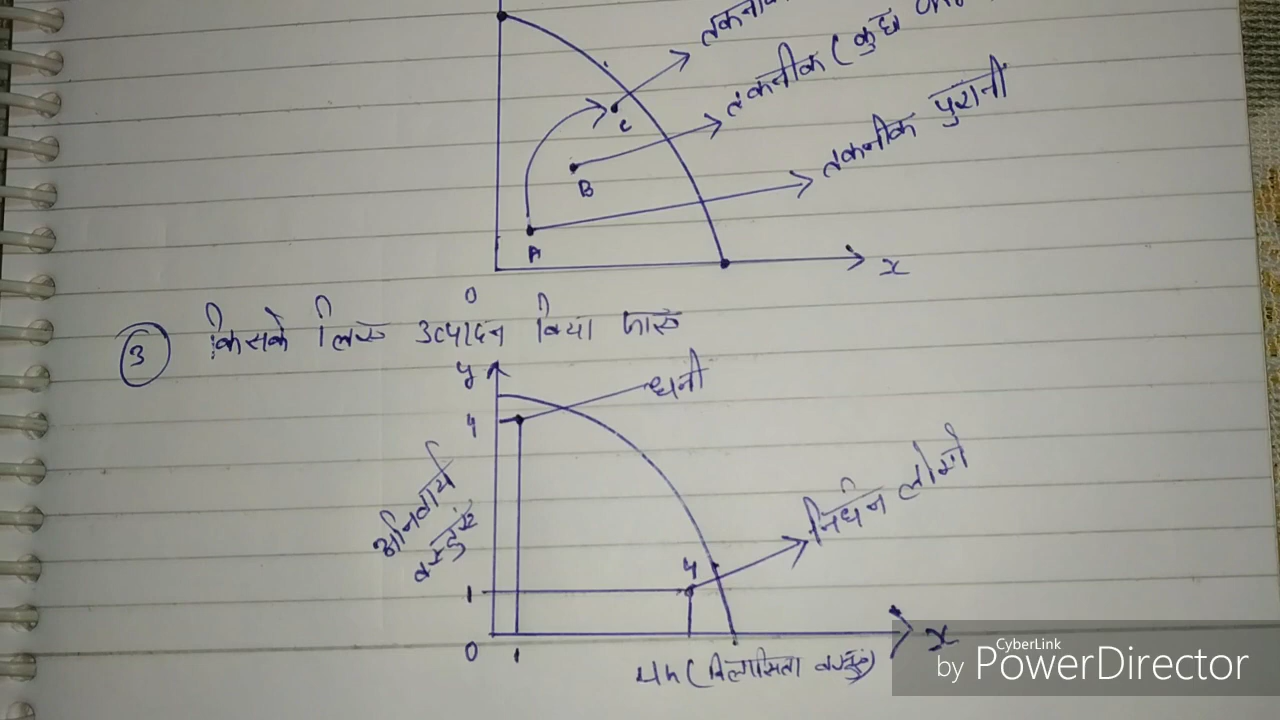 तकनीक
तकनीक ( कुछ
तकनीक पुरानी
C
B
A
x
0
3 किसके लिए उत्पादन किया जाए
y
धनी
4
अनिवार्य
वस्तुएं
निर्धन लोगो
4
1
0
1
x
(विलासिता वस्तुएं)
CyberLink
by PowerDirector